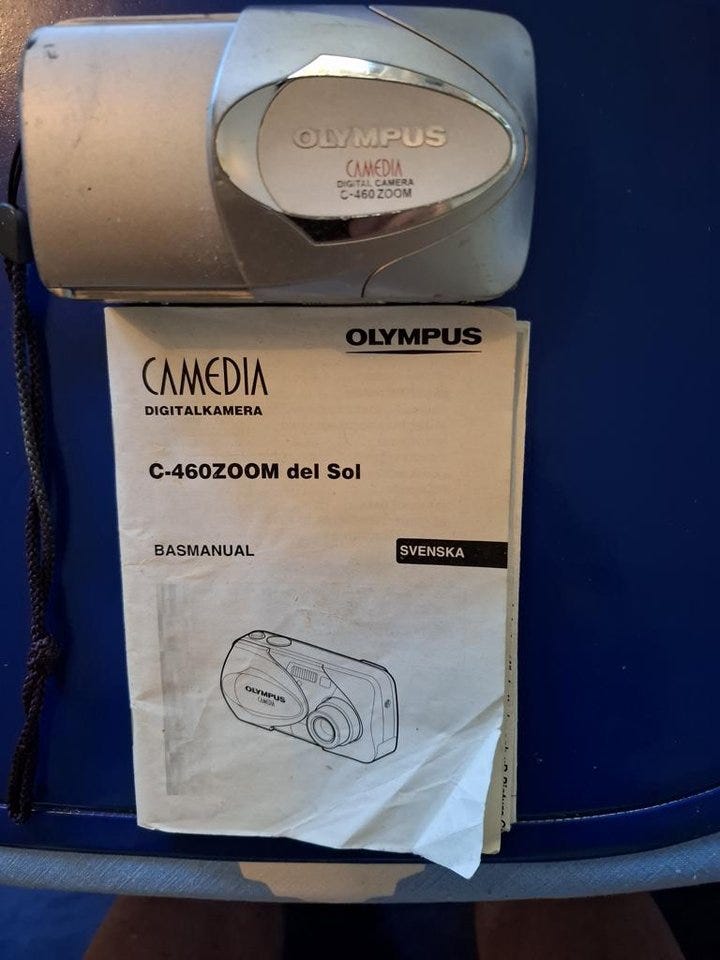 OLYMPUS
CAMEDIA
DIGITAL CAMERA
C-460 ZOOM
OLYMPUS
CAMEDIA
DIGITALKAMERA
C-460ZOOM del Sol
BASMANUAL
SVENSKA
OLYMPUS
CAMEDIA